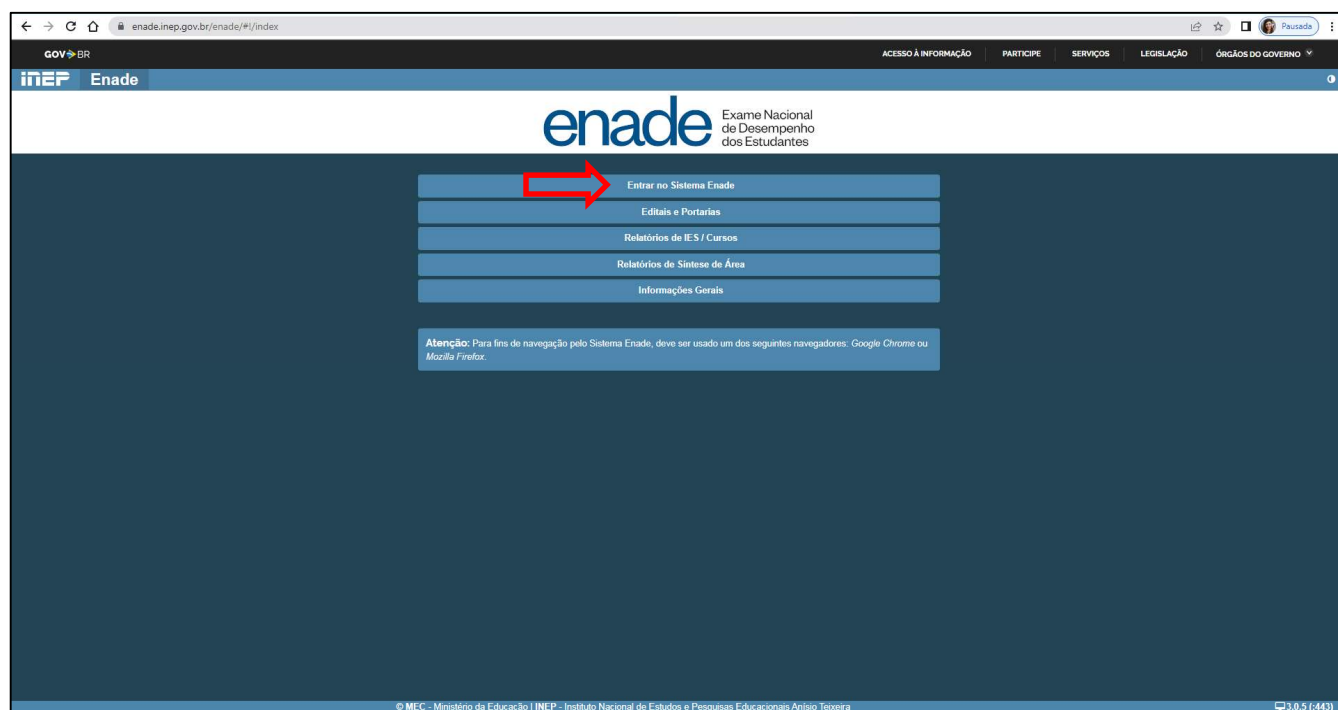 enade.inep.gov.br/enade/#!/index
Pausada
GOV BR
ACESSO À INFORMAÇÃO PARTICIPE SERVIÇOS LEGISLAÇÃO ÓRGÃOS DO GOVERNO
inep Enade
enade Exame Nacional
de Desempenho
dos Estudantes
Entrar no Sistema Enade
Editais e Portarias
Relatórios de IES / Cursos
Relatórios de Síntese de Área
Informações Gerais
Atenção: Para fins de navegação pelo Sistema Enade, deve ser usado um dos seguintes navegadores: Google Chrome ou
Mozilla Firefox.
© MEC - Ministério da Educação | INEP - Instituto Nacional de Estudos e Pesquisas Educacionais Anísio Teixeira
3.0.5 (:443)